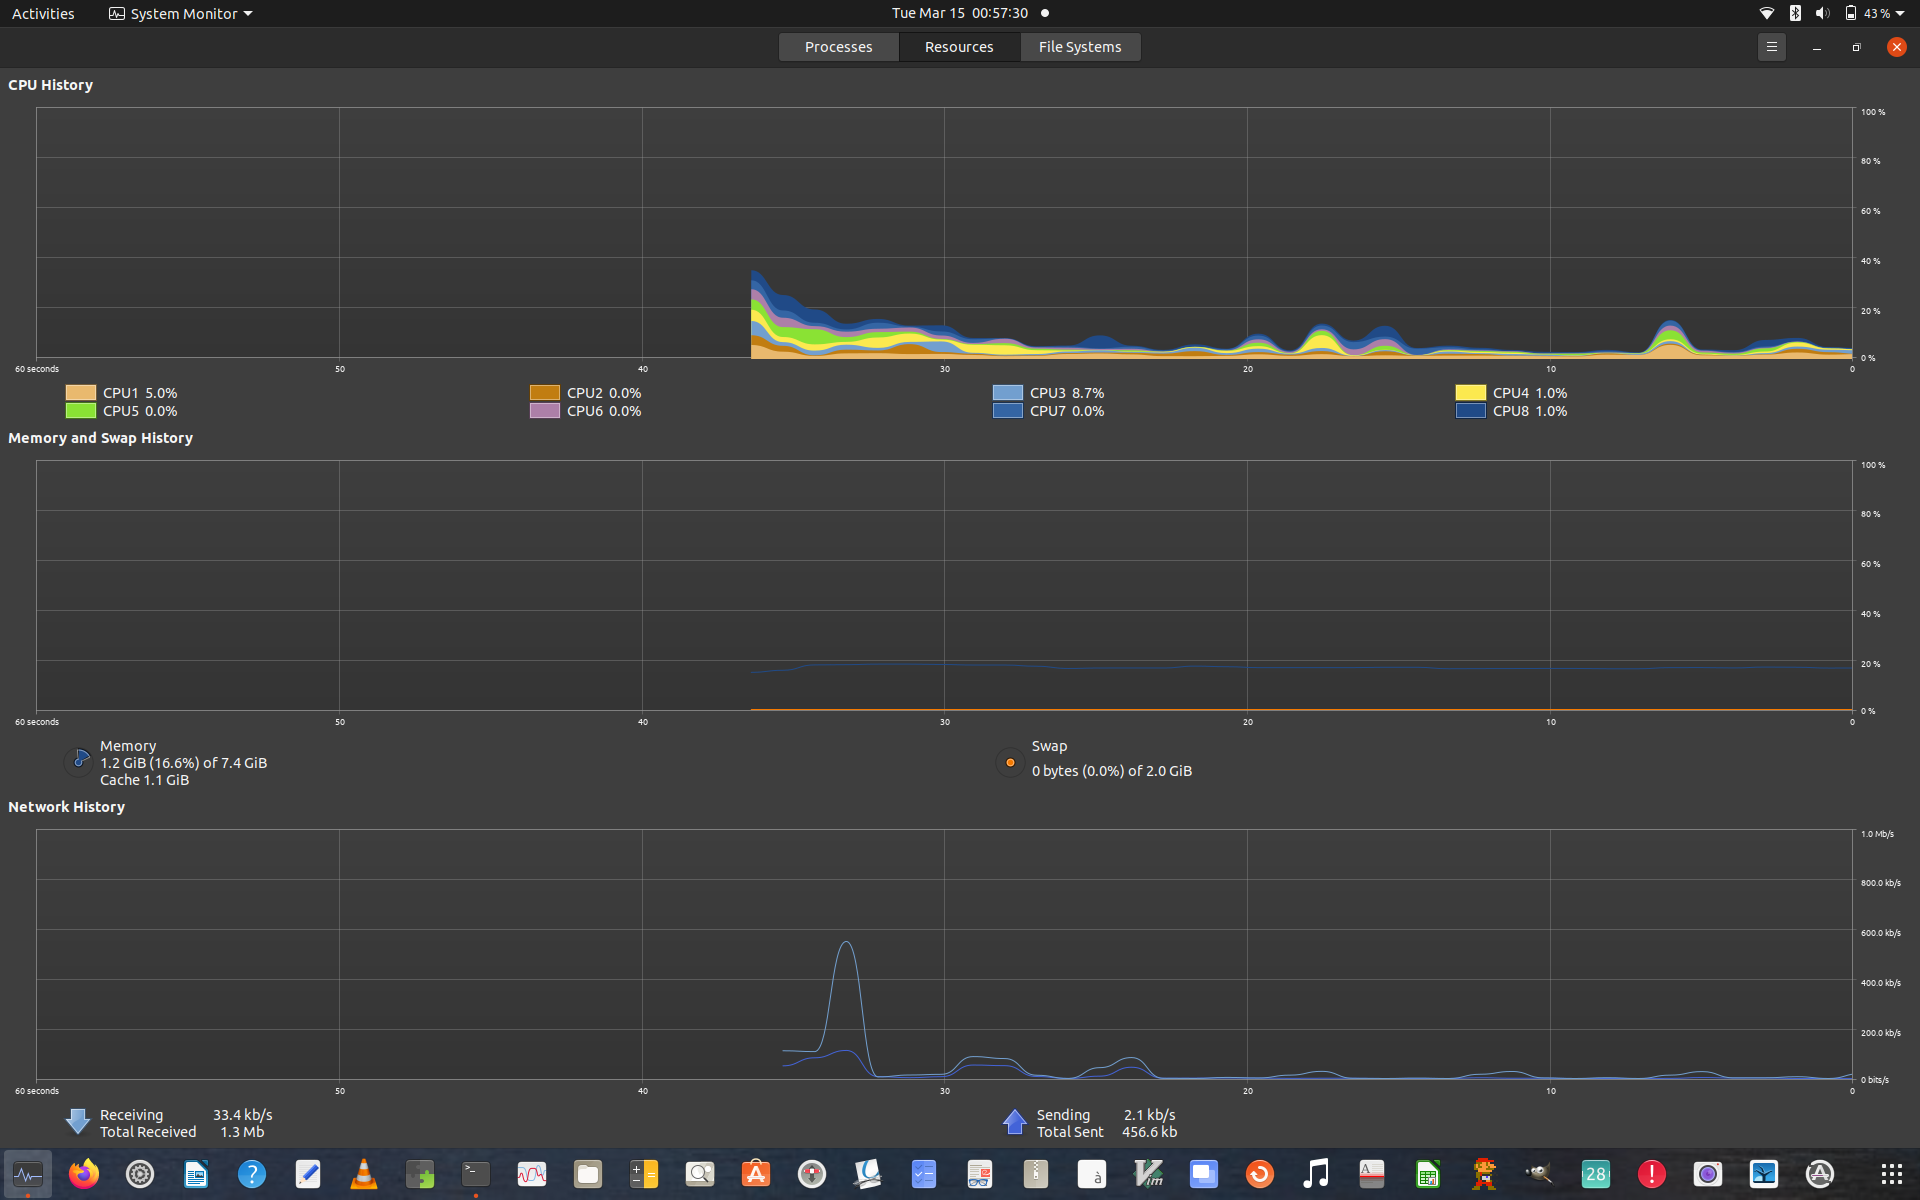 Activities System Monitor Tue Mar 15 00:57:30 43 %
Processes Resources File Systems
CPU History
100 %
80 %
60 %
40 %
20 %
0 %
60 seconds 50 40 30 20 10 0
CPU1 5.0% CPU2 0.0% CPU3 8.7% CPU4 1.0%
CPU5 0.0% CPU6 0.0% CPU7 0.0% CPU8 1.0%
Memory and Swap History
100 %
80 %
60 %
40 %
20 %
0 %
60 seconds 50 40 30 20 10 0
Memory
1.2 GiB (16.6%) of 7.4 GiB
Cache 1.1 GiB
Swap
0 bytes (0.0%) of 2.0 GiB
Network History
1.0 Mb/s
800.0 kb/s
600.0 kb/s
400.0 kb/s
200.0 kb/s
0 bits/s
60 seconds 50 40 30 20 10 0
Receiving 33.4 kb/s
Total Received 1.3 Mb
Sending 2.1 kb/s
Total Sent 456.6 kb
? >_ à Vim A 28 !